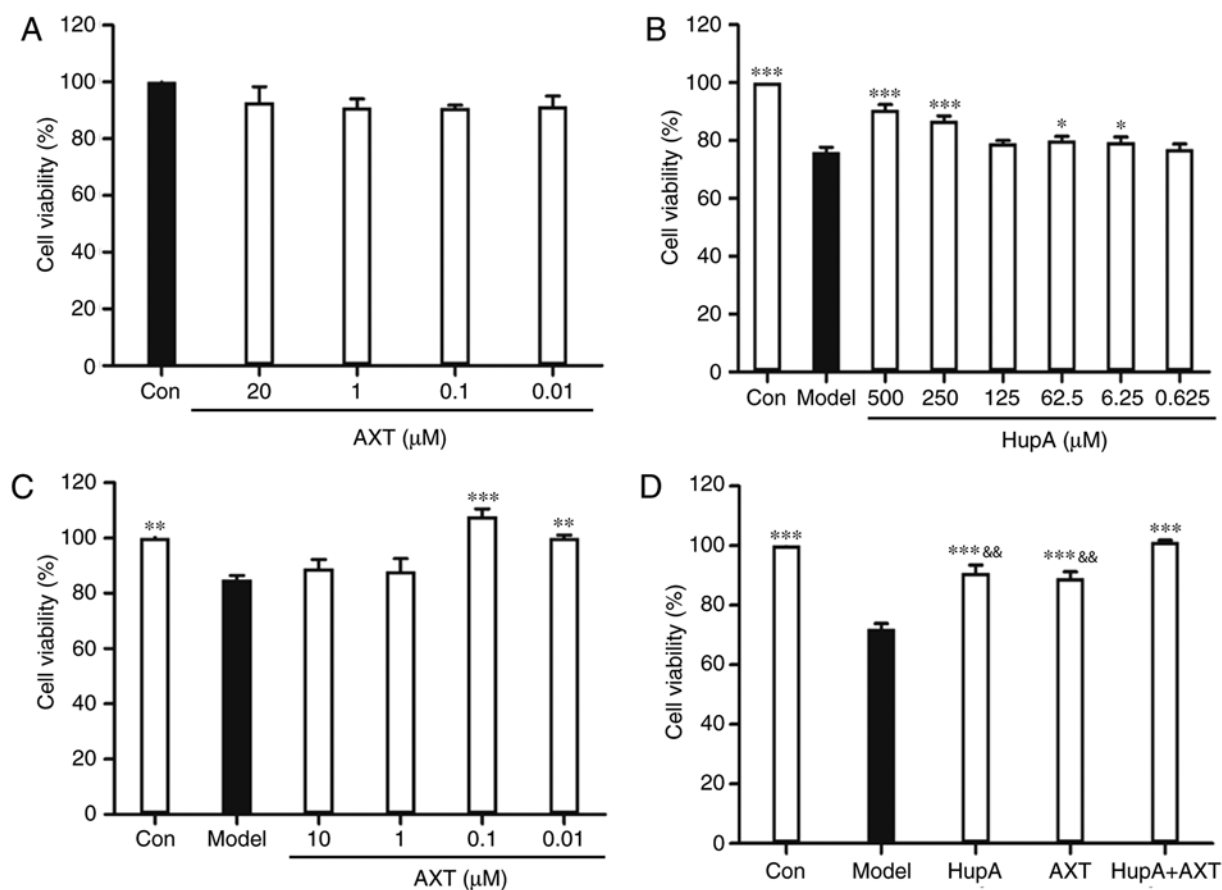 A
120
100
80
60
40
20
0
Cell viability (%)
Con 20 1 0.1 0.01
AXT (μM)
B
120
100
80
60
40
20
0
Cell viability (%)
*** *** *** * *
Con Model 500 250 125 62.5 6.25 0.625
HupA (μM)
C
120
100
80
60
40
20
0
Cell viability (%)
** *** **
Con Model 10 1 0.1 0.01
AXT (μM)
D
120
100
80
60
40
20
0
Cell viability (%)
*** ***&& ***&& ***
Con Model HupA AXT HupA+AXT